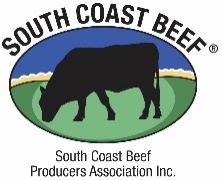 SOUTH COAST BEEF®
South Coast Beef
Producers Association Inc.